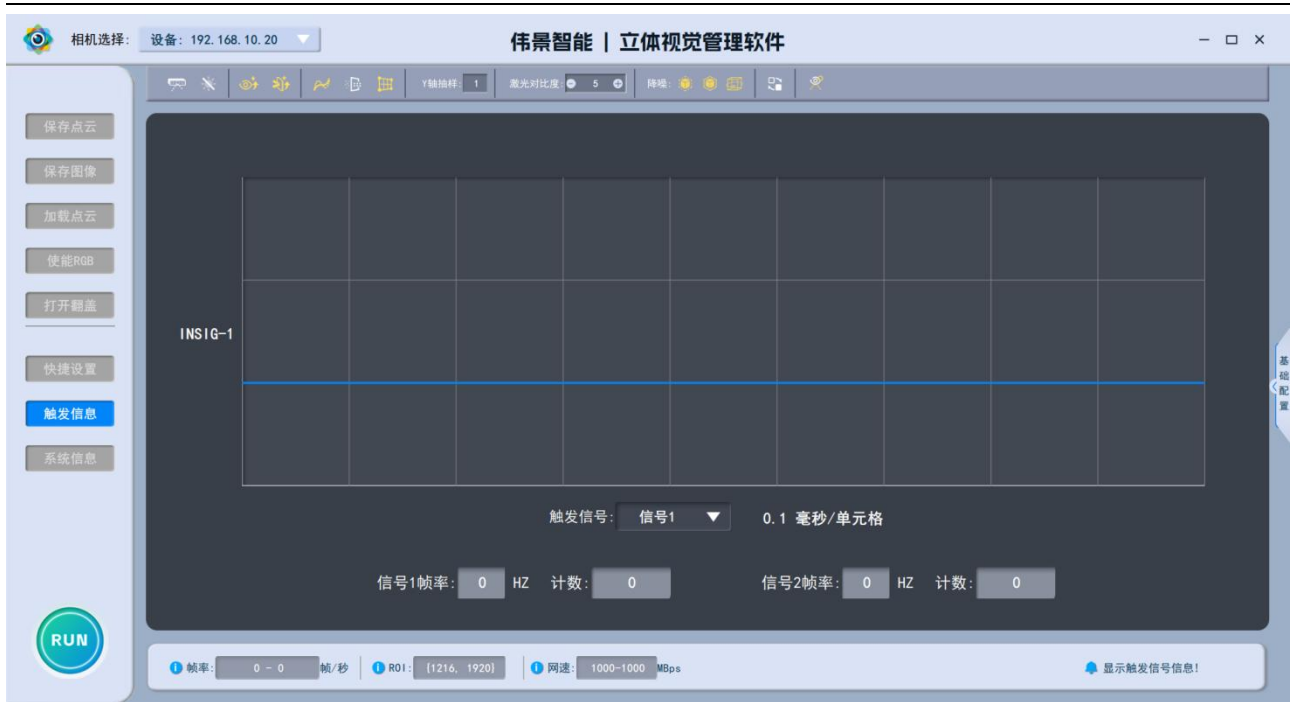 相机选择: 设备: 192.168.10.20 伟景智能 | 立体视觉管理软件
Y轴抽样: 1 激光对比度: 5 降噪:
保存点云
保存图像
加载点云
使能RGB
打开翻盖
快捷设置
触发信息
系统信息
RUN
INSIG-1
触发信号: 信号1 0.1 毫秒/单元格
信号1帧率: 0 HZ 计数: 0 信号2帧率: 0 HZ 计数: 0
基础配置
帧率: 0 - 0 帧/秒 ROI: [1216, 1920] 网速: 1000-1000 MBps 显示触发信号信息!